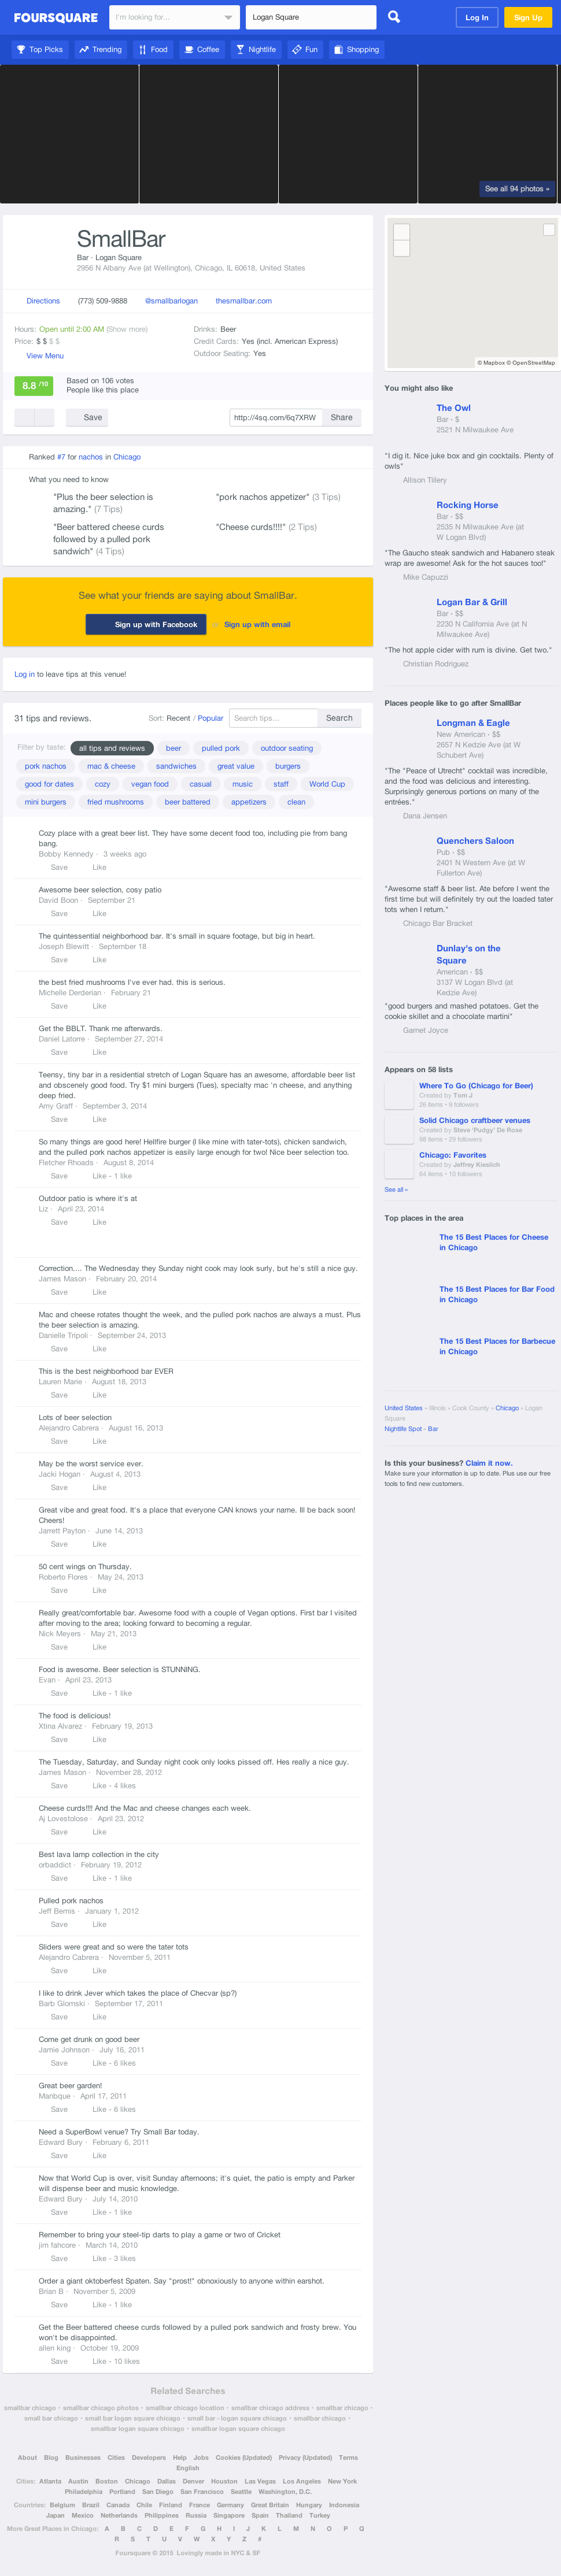 FOURSQUARE
I'm looking for...
Logan Square
Log In
Sign Up
Top Picks
Trending
Food
Coffee
Nightlife
Fun
Shopping
See all 94 photos »
SmallBar
Bar · Logan Square
2956 N Albany Ave (at Wellington), Chicago, IL 60618, United States
Directions
(773) 509-9888
@smallbarlogan
thesmallbar.com
Hours: Open until 2:00 AM (Show more)
Price: $ $ $ $
View Menu
Drinks: Beer
Credit Cards: Yes (incl. American Express)
Outdoor Seating: Yes
8.8 /10
Based on 106 votes
People like this place
Save
http://4sq.com/6q7XRW
Share
Ranked #7 for nachos in Chicago
What you need to know
"Plus the beer selection is
amazing." (7 Tips)
"pork nachos appetizer" (3 Tips)
"Beer battered cheese curds
followed by a pulled pork
sandwich" (4 Tips)
"Cheese curds!!!!" (2 Tips)
See what your friends are saying about SmallBar.
Sign up with Facebook
or
Sign up with email
Log in to leave tips at this venue!
31 tips and reviews.
Sort: Recent / Popular
Search tips...
Search
Filter by taste:
all tips and reviews
beer
pulled pork
outdoor seating
pork nachos
mac & cheese
sandwiches
great value
burgers
good for dates
cozy
vegan food
casual
music
staff
World Cup
mini burgers
fried mushrooms
beer battered
appetizers
clean
Cozy place with a great beer list. They have some decent food too, including pie from bang
bang.
Bobby Kennedy · 3 weeks ago
Save Like
Awesome beer selection, cosy patio
David Boon · September 21
Save Like
The quintessential neighborhood bar. It's small in square footage, but big in heart.
Joseph Blewitt · September 18
Save Like
the best fried mushrooms I've ever had. this is serious.
Michelle Derderian · February 21
Save Like
Get the BBLT. Thank me afterwards.
Daniel Latorre · September 27, 2014
Save Like
Teensy, tiny bar in a residential stretch of Logan Square has an awesome, affordable beer list
and obscenely good food. Try $1 mini burgers (Tues), specialty mac 'n cheese, and anything
deep fried.
Amy Graff · September 3, 2014
Save Like
So many things are good here! Hellfire burger (I like mine with tater-tots), chicken sandwich,
and the pulled pork nachos appetizer is easily large enough for two! Nice beer selection too.
Fletcher Rhoads · August 8, 2014
Save Like - 1 like
Outdoor patio is where it's at
Liz · April 23, 2014
Save Like
Correction.... The Wednesday they Sunday night cook may look surly, but he's still a nice guy.
James Mason · February 20, 2014
Save Like
Mac and cheese rotates thought the week, and the pulled pork nachos are always a must. Plus
the beer selection is amazing.
Danielle Tripoli · September 24, 2013
Save Like
This is the best neighborhood bar EVER
Lauren Marie · August 18, 2013
Save Like
Lots of beer selection
Alejandro Cabrera · August 16, 2013
Save Like
May be the worst service ever.
Jacki Hogan · August 4, 2013
Save Like
Great vibe and great food. It's a place that everyone CAN knows your name. Ill be back soon!
Cheers!
Jarrett Payton · June 14, 2013
Save Like
50 cent wings on Thursday.
Roberto Flores · May 24, 2013
Save Like
Really great/comfortable bar. Awesome food with a couple of Vegan options. First bar I visited
after moving to the area; looking forward to becoming a regular.
Nick Meyers · May 21, 2013
Save Like
Food is awesome. Beer selection is STUNNING.
Evan · April 23, 2013
Save Like - 1 like
The food is delicious!
Xtina Alvarez · February 19, 2013
Save Like
The Tuesday, Saturday, and Sunday night cook only looks pissed off. Hes really a nice guy.
James Mason · November 28, 2012
Save Like - 4 likes
Cheese curds!!!! And the Mac and cheese changes each week.
Aj Lovestolose · April 23, 2012
Save Like
Best lava lamp collection in the city
orbaddict · February 19, 2012
Save Like - 1 like
Pulled pork nachos
Jeff Bemis · January 1, 2012
Save Like
Sliders were great and so were the tater tots
Alejandro Cabrera · November 5, 2011
Save Like
I like to drink Jever which takes the place of Checvar (sp?)
Barb Glomski · September 17, 2011
Save Like
Come get drunk on good beer
Jamie Johnson · July 16, 2011
Save Like - 6 likes
Great beer garden!
Manbque · April 17, 2011
Save Like - 6 likes
Need a SuperBowl venue? Try Small Bar today.
Edward Bury · February 6, 2011
Save Like
Now that World Cup is over, visit Sunday afternoons; it's quiet, the patio is empty and Parker
will dispense beer and music knowledge.
Edward Bury · July 14, 2010
Save Like - 1 like
Remember to bring your steel-tip darts to play a game or two of Cricket
jim fahcore · March 14, 2010
Save Like - 3 likes
Order a giant oktoberfest Spaten. Say "prost!" obnoxiously to anyone within earshot.
Brian B · November 5, 2009
Save Like - 1 like
Get the Beer battered cheese curds followed by a pulled pork sandwich and frosty brew. You
won't be disappointed.
allen king · October 19, 2009
Save Like - 10 likes
Related Searches
smallbar chicago · smallbar chicago photos · smallbar chicago location · smallbar chicago address · smallbar chicago ·
small bar chicago · small bar logan square chicago · small bar - logan square chicago · smallbar chicago ·
smallbar logan square chicago · smallbar logan square chicago
© Mapbox © OpenStreetMap
You might also like
The Owl
Bar · $
2521 N Milwaukee Ave
"I dig it. Nice juke box and gin cocktails. Plenty of
owls"
Allison Tillery
Rocking Horse
Bar · $$
2535 N Milwaukee Ave (at
W Logan Blvd)
"The Gaucho steak sandwich and Habanero steak
wrap are awesome! Ask for the hot sauces too!"
Mike Capuzzi
Logan Bar & Grill
Bar · $$
2230 N California Ave (at N
Milwaukee Ave)
"The hot apple cider with rum is divine. Get two."
Christian Rodriguez
Places people like to go after SmallBar
Longman & Eagle
New American · $$
2657 N Kedzie Ave (at W
Schubert Ave)
"The "Peace of Utrecht" cocktail was incredible,
and the food was delicious and interesting.
Surprisingly generous portions on many of the
entrées."
Dana Jensen
Quenchers Saloon
Pub · $$
2401 N Western Ave (at W
Fullerton Ave)
"Awesome staff & beer list. Ate before I went the
first time but will definitely try out the loaded tater
tots when I return."
Chicago Bar Bracket
Dunlay's on the
Square
American · $$
3137 W Logan Blvd (at
Kedzie Ave)
"good burgers and mashed potatoes. Get the
cookie skillet and a chocolate martini"
Garnet Joyce
Appears on 58 lists
Where To Go (Chicago for Beer)
Created by Tom J
26 items • 9 followers
Solid Chicago craftbeer venues
Created by Steve 'Pudgy' De Rose
68 items • 29 followers
Chicago: Favorites
Created by Jeffrey Kieslich
64 items • 10 followers
See all »
Top places in the area
The 15 Best Places for Cheese
in Chicago
The 15 Best Places for Bar Food
in Chicago
The 15 Best Places for Barbecue
in Chicago
United States » Illinois » Cook County » Chicago » Logan
Square
Nightlife Spot » Bar
Is this your business? Claim it now.
Make sure your information is up to date. Plus use our free
tools to find new customers.
About Blog Businesses Cities Developers Help Jobs Cookies (Updated) Privacy (Updated) Terms
English
Cities: Atlanta Austin Boston Chicago Dallas Denver Houston Las Vegas Los Angeles New York
Philadelphia Portland San Diego San Francisco Seattle Washington, D.C.
Countries: Belgium Brazil Canada Chile Finland France Germany Great Britain Hungary Indonesia
Japan Mexico Netherlands Philippines Russia Singapore Spain Thailand Turkey
More Great Places in Chicago: A B C D E F G H I J K L M N O P Q
R S T U V W X Y Z #
Foursquare © 2015 Lovingly made in NYC & SF